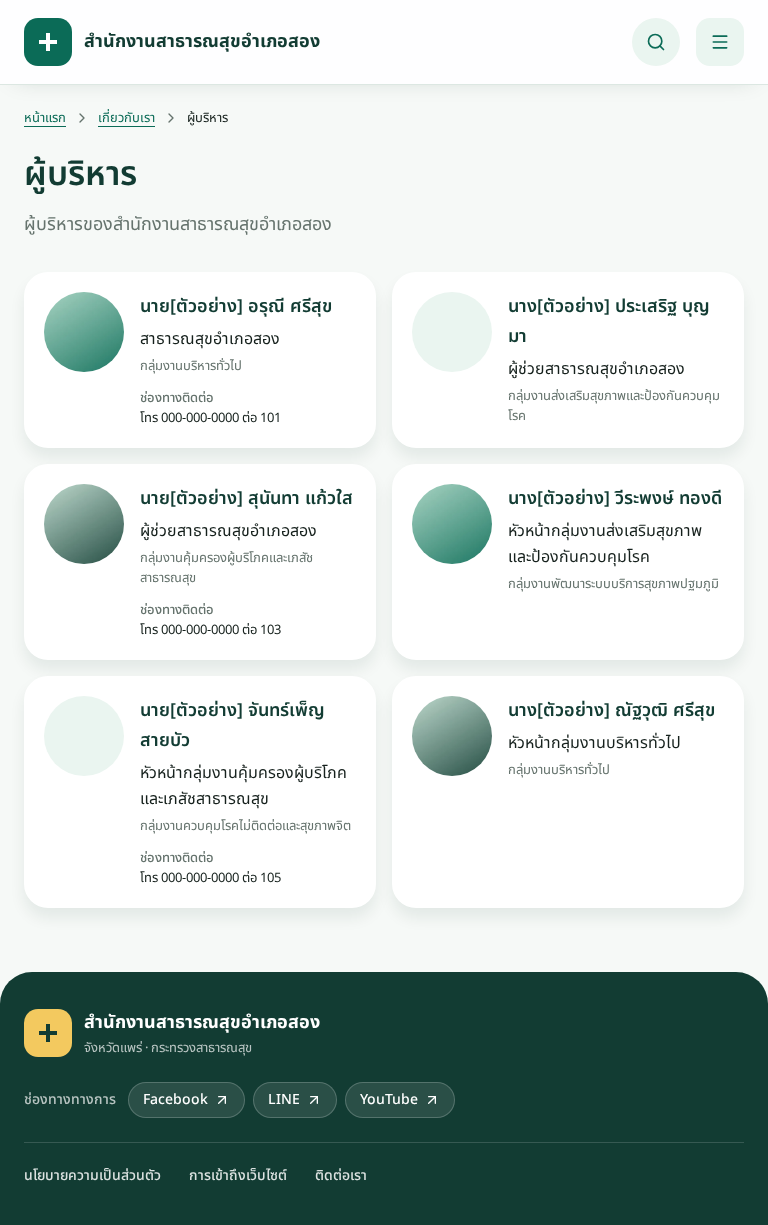 สำนักงานสาธารณสุขอำเภอสอง
หน้าแรก
เกี่ยวกับเรา
ผู้บริหาร
ผู้บริหาร
ผู้บริหารของสำนักงานสาธารณสุขอำเภอสอง
นาย[ตัวอย่าง] อรุณี ศรีสุข
สาธารณสุขอำเภอสอง
กลุ่มงานบริหารทั่วไป
ช่องทางติดต่อ
โทร 000-000-0000 ต่อ 101
นาง[ตัวอย่าง] ประเสริฐ บุญ
มา
ผู้ช่วยสาธารณสุขอำเภอสอง
กลุ่มงานส่งเสริมสุขภาพและป้องกันควบคุม
โรค
นาย[ตัวอย่าง] สุนันทา แก้วใส
ผู้ช่วยสาธารณสุขอำเภอสอง
กลุ่มงานคุ้มครองผู้บริโภคและเภสัช
สาธารณสุข
ช่องทางติดต่อ
โทร 000-000-0000 ต่อ 103
นาง[ตัวอย่าง] วีระพงษ์ ทองดี
หัวหน้ากลุ่มงานส่งเสริมสุขภาพ
และป้องกันควบคุมโรค
กลุ่มงานพัฒนาระบบบริการสุขภาพปฐมภูมิ
นาย[ตัวอย่าง] จันทร์เพ็ญ
สายบัว
หัวหน้ากลุ่มงานคุ้มครองผู้บริโภค
และเภสัชสาธารณสุข
กลุ่มงานควบคุมโรคไม่ติดต่อและสุขภาพจิต
ช่องทางติดต่อ
โทร 000-000-0000 ต่อ 105
นาง[ตัวอย่าง] ณัฐวุฒิ ศรีสุข
หัวหน้ากลุ่มงานบริหารทั่วไป
กลุ่มงานบริหารทั่วไป
สำนักงานสาธารณสุขอำเภอสอง
จังหวัดแพร่ · กระทรวงสาธารณสุข
ช่องทางทางการ
Facebook
LINE
YouTube
นโยบายความเป็นส่วนตัว
การเข้าถึงเว็บไซต์
ติดต่อเรา